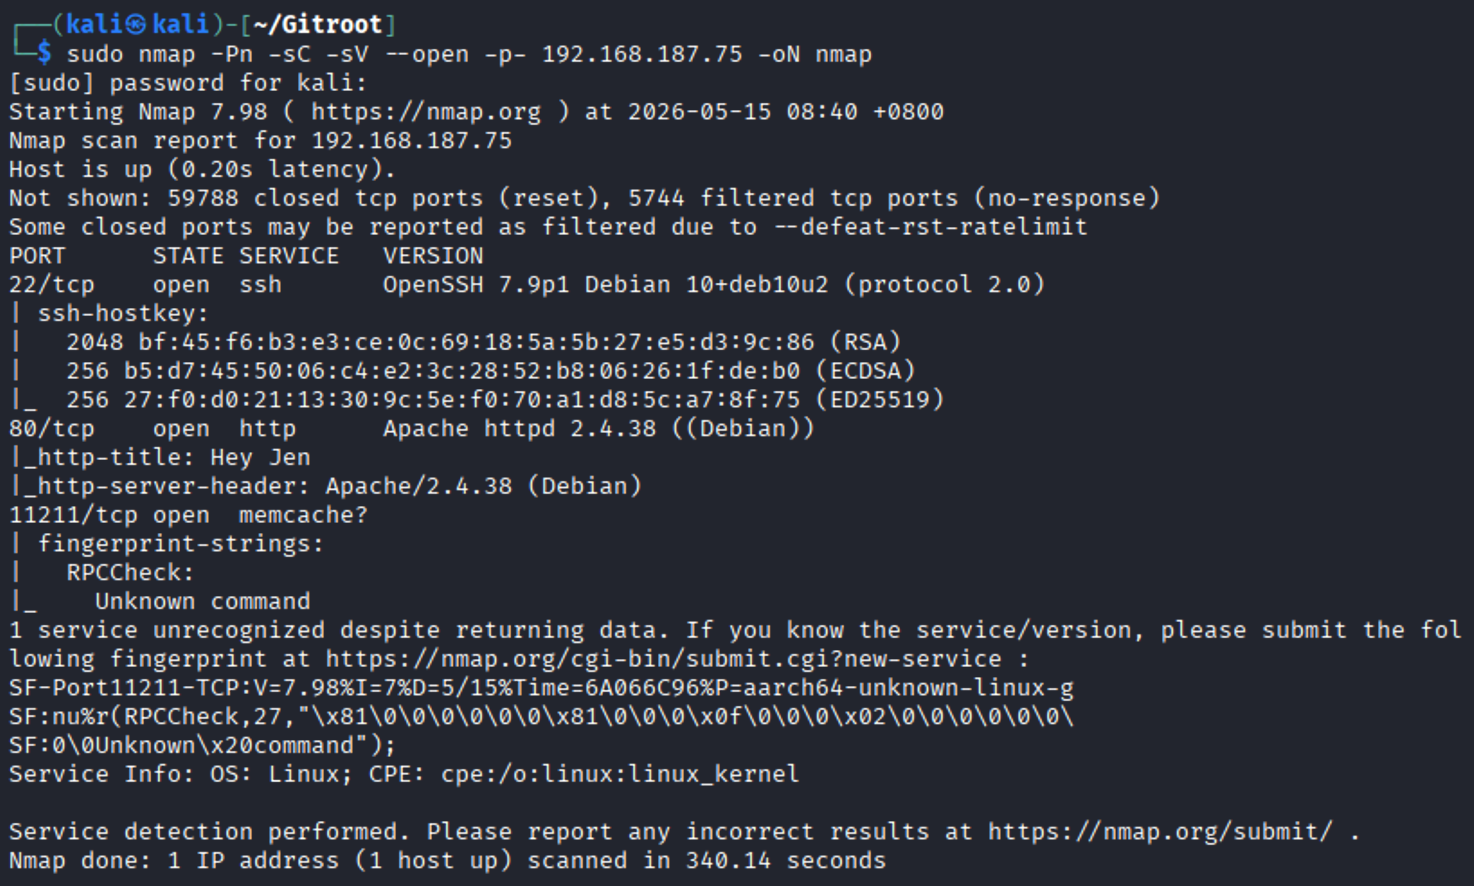 ┌──(kali㉿kali)-[~/Gitroot]
└─$ sudo nmap -Pn -sC -sV --open -p- 192.168.187.75 -oN nmap
[sudo] password for kali:
Starting Nmap 7.98 ( https://nmap.org ) at 2026-05-15 08:40 +0800
Nmap scan report for 192.168.187.75
Host is up (0.20s latency).
Not shown: 59788 closed tcp ports (reset), 5744 filtered tcp ports (no-response)
Some closed ports may be reported as filtered due to --defeat-rst-ratelimit
PORT      STATE SERVICE   VERSION
22/tcp    open  ssh       OpenSSH 7.9p1 Debian 10+deb10u2 (protocol 2.0)
| ssh-hostkey:
|   2048 bf:45:f6:b3:e3:ce:0c:69:18:5a:5b:27:e5:d3:9c:86 (RSA)
|   256 b5:d7:45:50:06:c4:e2:3c:28:52:b8:06:26:1f:de:b0 (ECDSA)
|_  256 27:f0:d0:21:13:30:9c:5e:f0:70:a1:d8:5c:a7:8f:75 (ED25519)
80/tcp    open  http      Apache httpd 2.4.38 ((Debian))
|_http-title: Hey Jen
|_http-server-header: Apache/2.4.38 (Debian)
11211/tcp open  memcache?
| fingerprint-strings:
|   RPCCheck:
|_    Unknown command
1 service unrecognized despite returning data. If you know the service/version, please submit the fol
lowing fingerprint at https://nmap.org/cgi-bin/submit.cgi?new-service :
SF-Port11211-TCP:V=7.98%I=7%D=5/15%Time=6A066C96%P=aarch64-unknown-linux-g
SF:nu%r(RPCCheck,27,"\x81\0\0\0\0\0\0\x81\0\0\0\x0f\0\0\0\x02\0\0\0\0\0\0\
SF:0\0Unknown\x20command");
Service Info: OS: Linux; CPE: cpe:/o:linux:linux_kernel
Service detection performed. Please report any incorrect results at https://nmap.org/submit/ .
Nmap done: 1 IP address (1 host up) scanned in 340.14 seconds